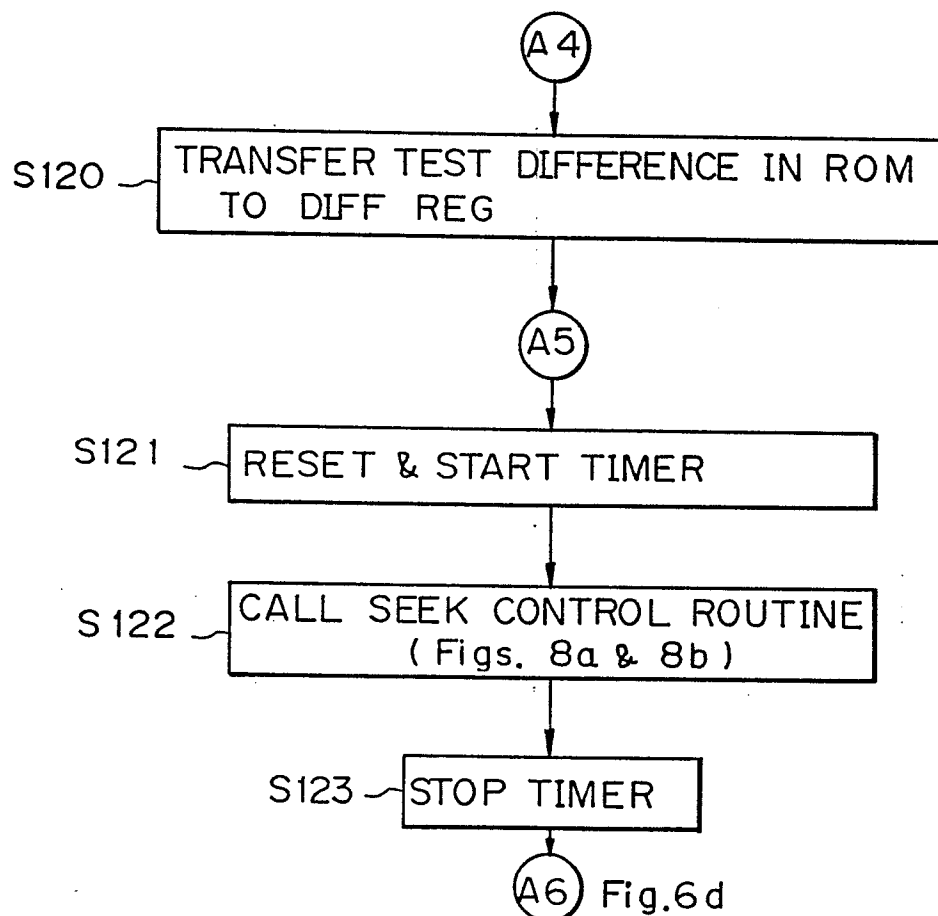 A4
S120 TRANSFER TEST DIFFERENCE IN ROM
TO DIFF REG
A5
S121 RESET & START TIMER
S122 CALL SEEK CONTROL ROUTINE
(Figs. 8a & 8b)
S123 STOP TIMER
A6 Fig.6d